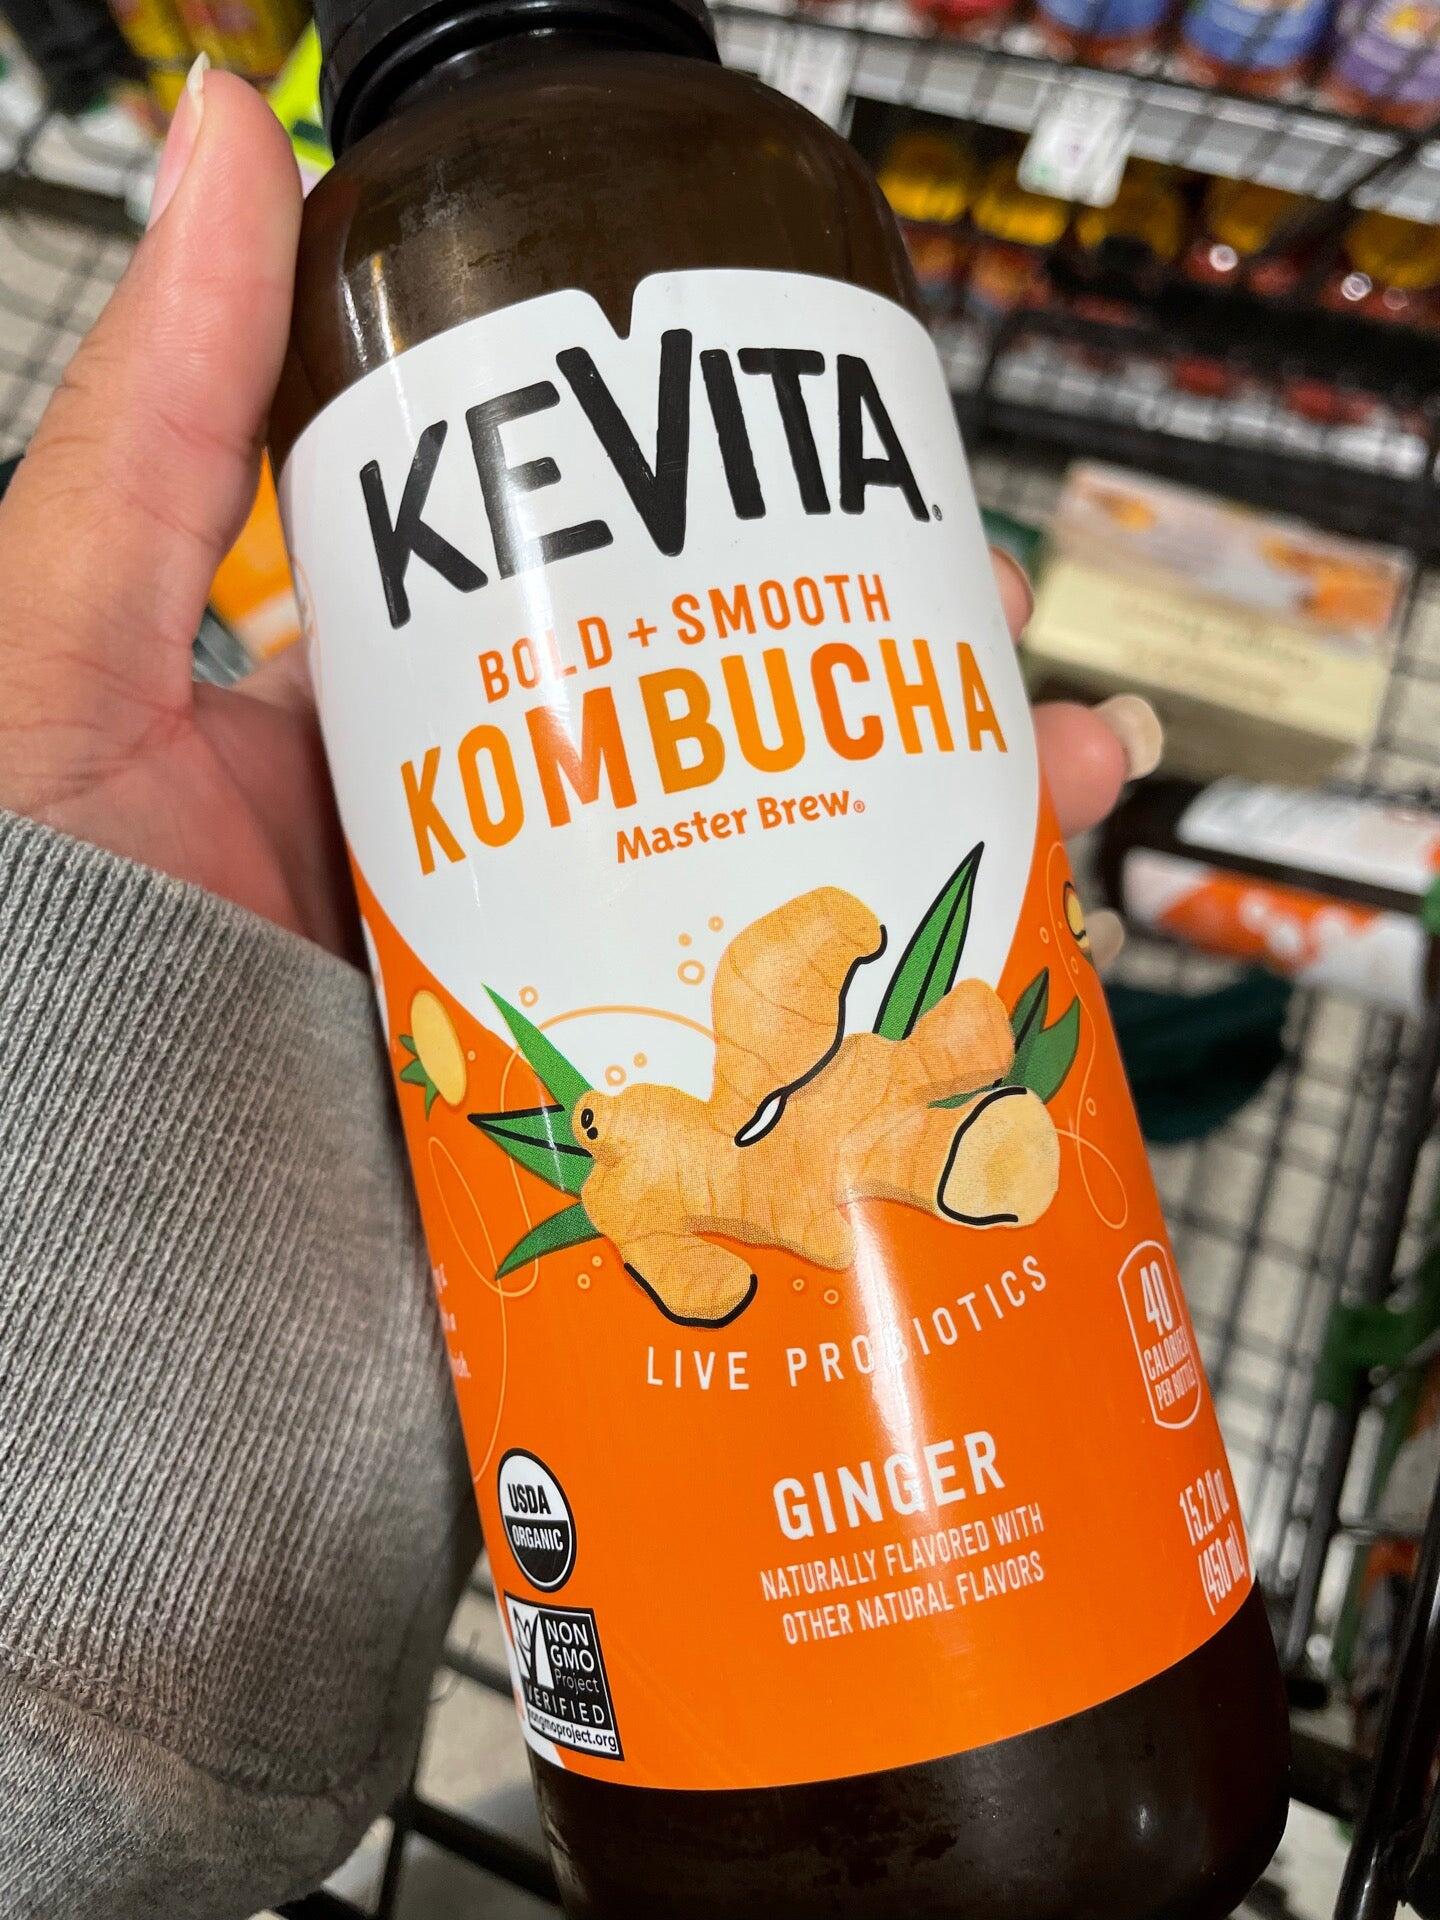 KEVITA®
BOLD + SMOOTH
KOMBUCHA
Master Brew®
LIVE PROBIOTICS
40
CALORIES
PER BOTTLE
GINGER
NATURALLY FLAVORED WITH
OTHER NATURAL FLAVORS
USDA
ORGANIC
NON
GMO
Project
VERIFIED
nongmoproject.org
15.2 fl oz
(450 mL)